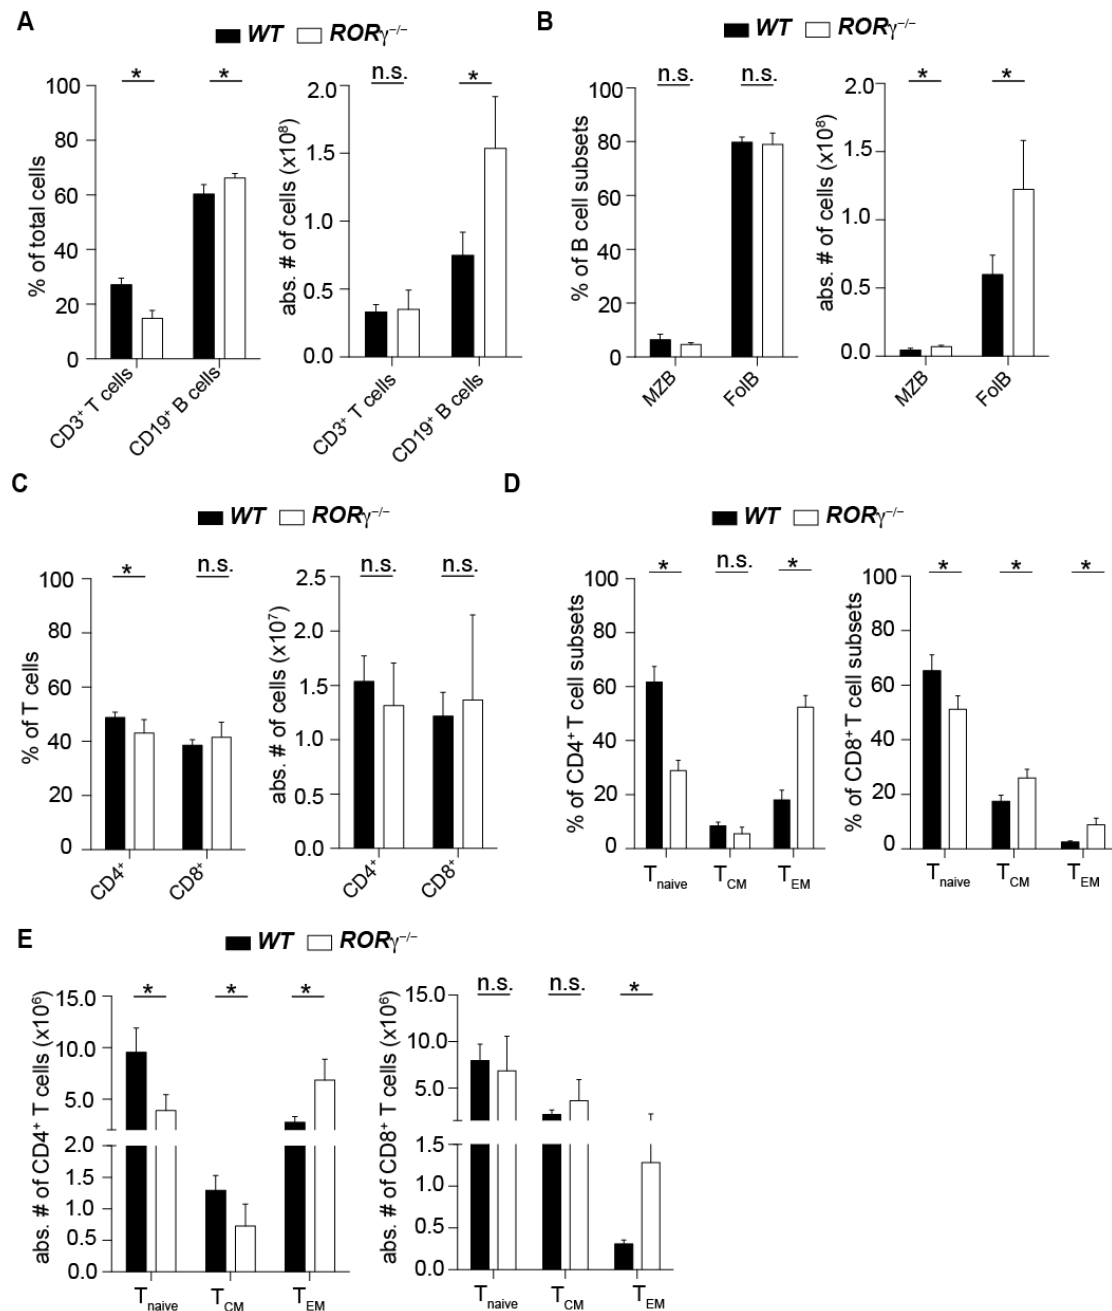 A
WT RORγ⁻/⁻
* *
% of total cells
100
80
60
40
20
0
CD3⁺ T cells
CD19⁺ B cells
n.s. *
abs. # of cells (x10⁸)
2.0
1.5
1.0
0.5
0.0
CD3⁺ T cells
CD19⁺ B cells
B
WT RORγ⁻/⁻
n.s. n.s.
% of B cell subsets
100
80
60
40
20
0
MZB
FolB
* *
abs. # of cells (x10⁸)
2.0
1.5
1.0
0.5
0.0
MZB
FolB
C
WT RORγ⁻/⁻
* n.s.
% of T cells
100
80
60
40
20
0
CD4⁺
CD8⁺
n.s. n.s.
abs. # of cells (x10⁷)
2.5
2.0
1.5
1.0
0.5
0.0
CD4⁺
CD8⁺
D
WT RORγ⁻/⁻
* n.s. *
% of CD4⁺ T cell subsets
100
80
60
40
20
0
Tnaive TCM TEM
* * *
% of CD8⁺ T cell subsets
100
80
60
40
20
0
Tnaive TCM TEM
E
WT RORγ⁻/⁻
* * *
abs. # of CD4⁺ T cells (x10⁶)
15.0
10.0
5.0
2.0
1.5
1.0
0.5
0.0
Tnaive TCM TEM
n.s. n.s. *
abs. # of CD8⁺ T cells (x10⁶)
15.0
10.0
5.0
1.5
1.0
0.5
0.0
Tnaive TCM TEM